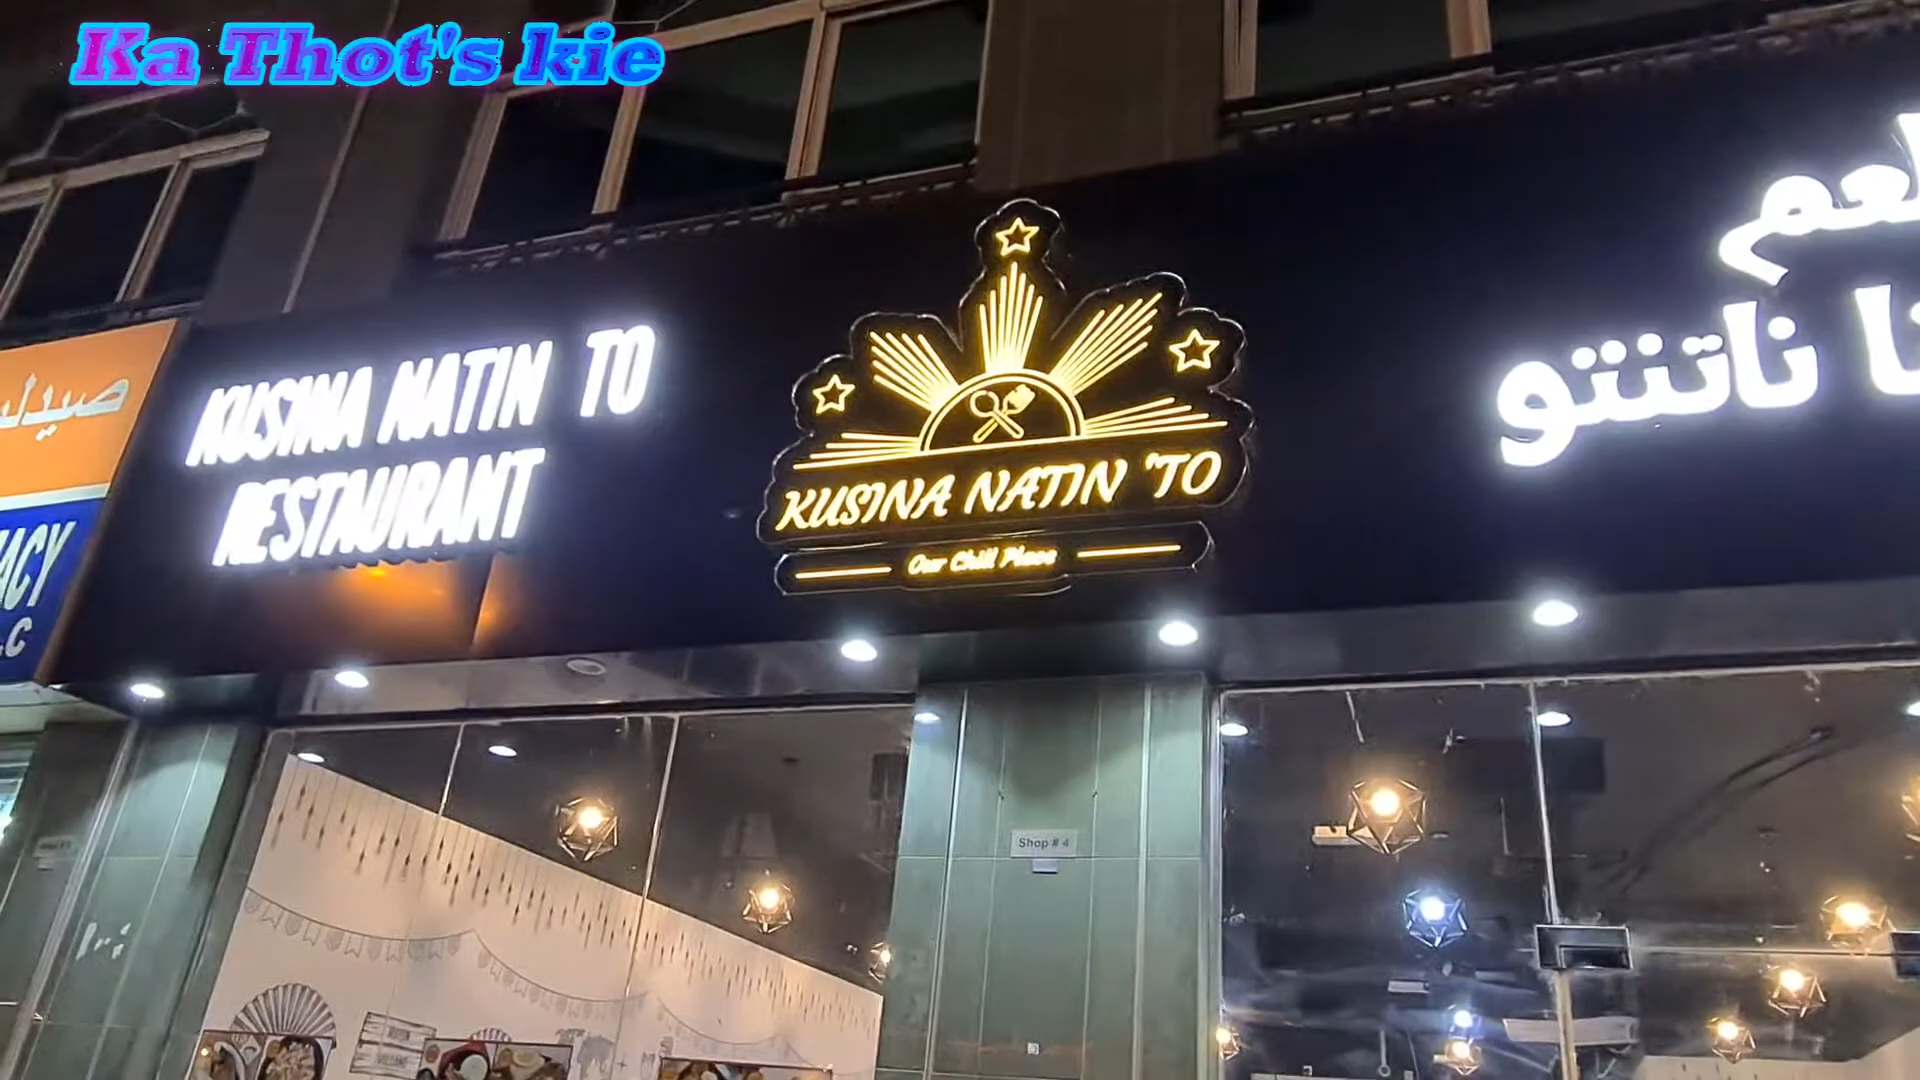 Ka Thot's kie
KUSINA NATIN TO
RESTAURANT
KUSINA NATIN 'TO
Our Chill Place
ناتنتو
Shop # 4